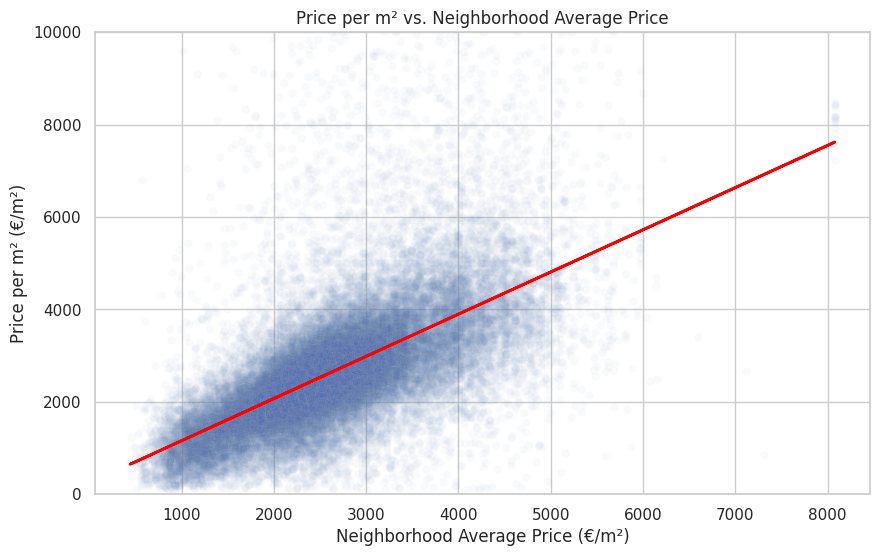 Price per m² vs. Neighborhood Average Price
10000
8000
6000
4000
2000
0
Price per m² (€/m²)
1000 2000 3000 4000 5000 6000 7000 8000
Neighborhood Average Price (€/m²)